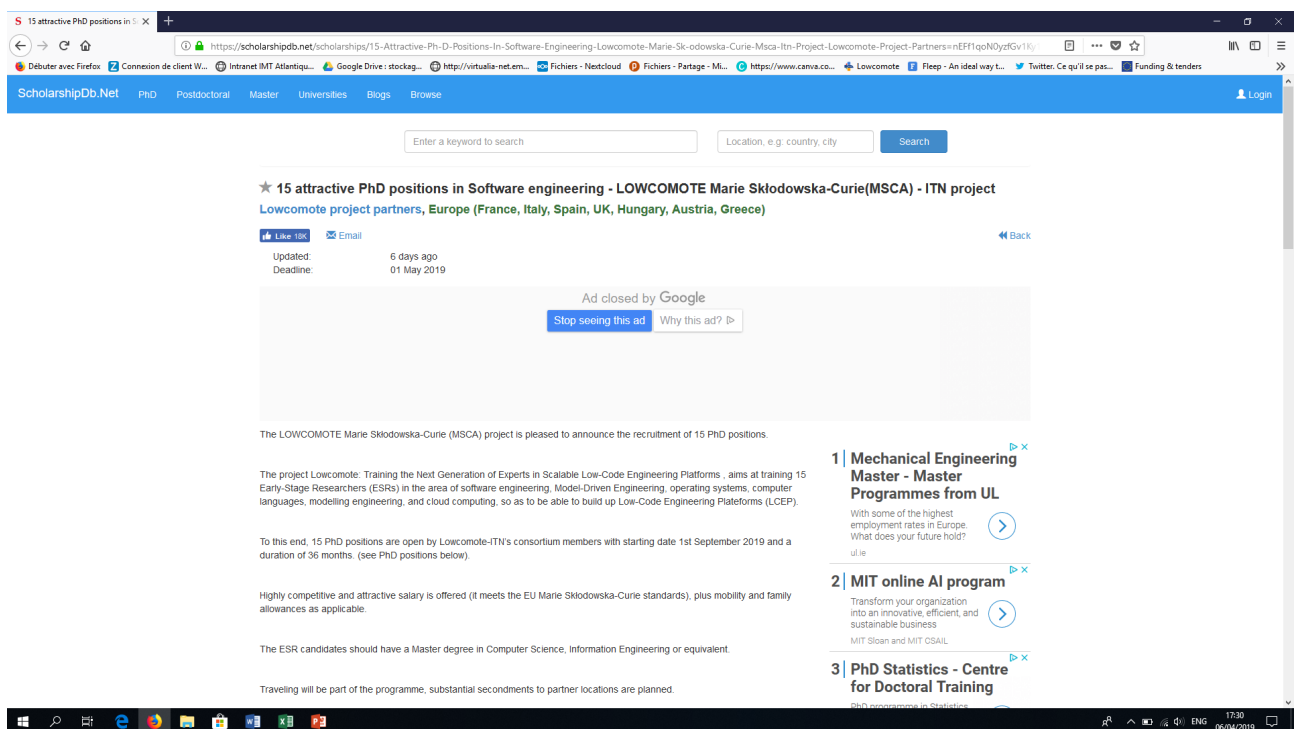 S 15 attractive PhD positions in S
https://scholarshipdb.net/scholarships/15-Attractive-Ph-D-Positions-In-Software-Engineering-Lowcomote-Marie-Sk-odowska-Curie-Msca-Itn-Project-Lowcomote-Project-Partners=nEFf1qoN0yzfGv1Ky
Débuter avec Firefox Connexion de client W... Intranet IMT Atlantiqu... Google Drive : stockag... http://virtualia-net.em... Fichiers - Nextcloud Fichiers - Partage - Mi... https://www.canva.co... Lowcomote Fleep - An ideal way t... Twitter. Ce qu'il se pas... Funding & tenders
ScholarshipDb.Net PhD Postdoctoral Master Universities Blogs Browse Login
Enter a keyword to search Location, e.g: country, city Search
15 attractive PhD positions in Software engineering - LOWCOMOTE Marie Skłodowska-Curie(MSCA) - ITN project
Lowcomote project partners, Europe (France, Italy, Spain, UK, Hungary, Austria, Greece)
Like 18K Email Back
Updated: 6 days ago
Deadline: 01 May 2019
Ad closed by Google
Stop seeing this ad Why this ad?
The LOWCOMOTE Marie Skłodowska-Curie (MSCA) project is pleased to announce the recruitment of 15 PhD positions.
The project Lowcomote: Training the Next Generation of Experts in Scalable Low-Code Engineering Platforms , aims at training 15
Early-Stage Researchers (ESRs) in the area of software engineering, Model-Driven Engineering, operating systems, computer
languages, modelling engineering, and cloud computing, so as to be able to build up Low-Code Engineering Plateforms (LCEP).
To this end, 15 PhD positions are open by Lowcomote-ITN's consortium members with starting date 1st September 2019 and a
duration of 36 months. (see PhD positions below).
Highly competitive and attractive salary is offered (it meets the EU Marie Skłodowska-Curie standards), plus mobility and family
allowances as applicable.
The ESR candidates should have a Master degree in Computer Science, Information Engineering or equivalent.
Traveling will be part of the programme, substantial secondments to partner locations are planned.
1 Mechanical Engineering
Master - Master
Programmes from UL
With some of the highest
employment rates in Europe.
What does your future hold?
ul.ie
2 MIT online AI program
Transform your organization
into an innovative, efficient, and
sustainable business
MIT Sloan and MIT CSAIL
3 PhD Statistics - Centre
for Doctoral Training
PhD programme in Statistics
ENG 17:30
06/04/2019